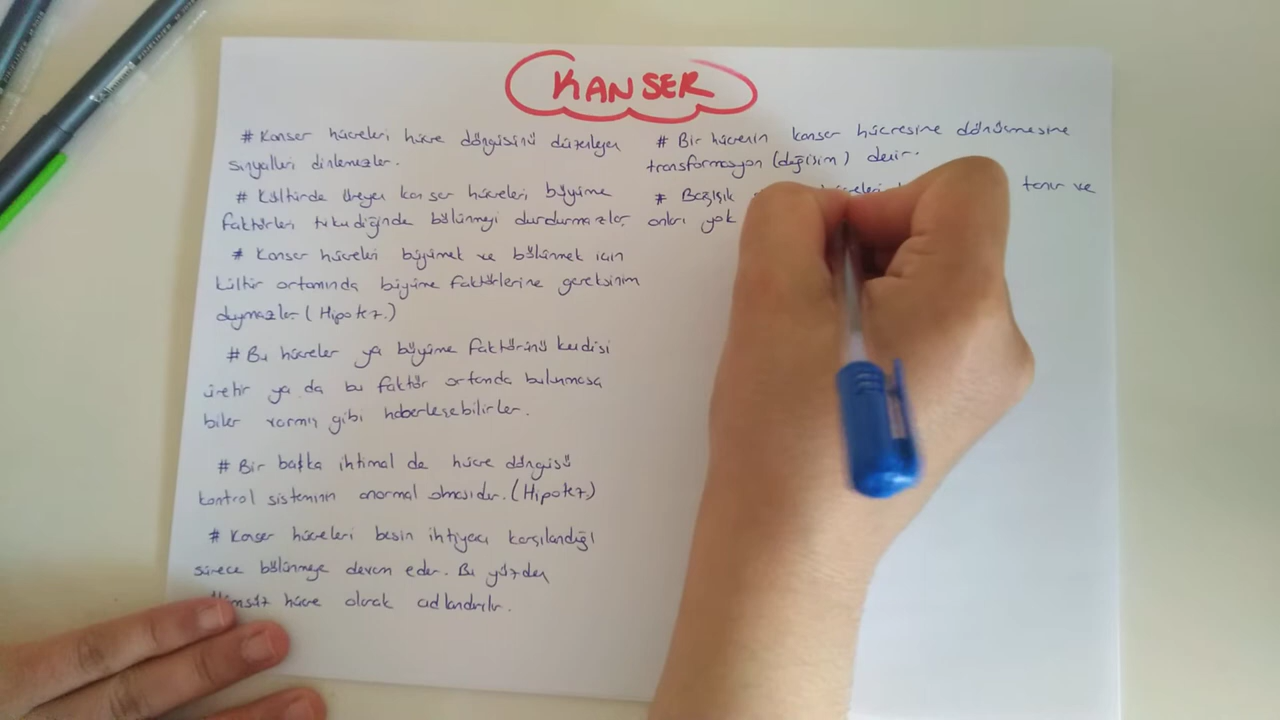 KANSER
# Kanser hücreleri hücre döngüsünü düzenleyen
sinyalleri dinlemezler.
# Kültürde üreyen kanser hücreleri büyüme
faktörleri tükendiğinde bölünmeyi durdurmazlar.
# Kanser hücreleri büyümek ve bölünmek için
kültür ortamında büyüme faktörlerine gereksinim
duymazlar (Hipotez.)
# Bu hücreler ya büyüme faktörünü kendisi
üretir ya da bu faktör ortamda bulunmasa
bile varmış gibi haberleşebilirler.
# Bir başka ihtimal de hücre döngüsü
kontrol sisteminin anormal olmasıdır. (Hipotez)
# Kanser hücreleri besin ihtiyacı karşılandığı
sürece bölünmeye devam eder. Bu yüzden
hücre olarak adlandırılır.
# Bir hücrenin kanser hücresine dönüşmesine
transformasyon (değişim) denir.
# Bağışık tanır ve
onları yok